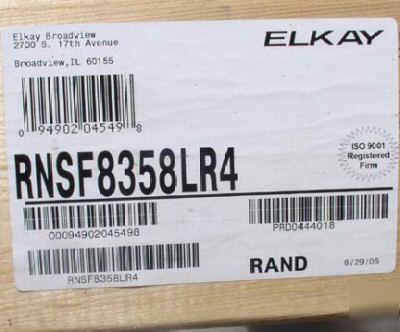 Elkay Broadview
2700 S. 17th Avenue
Broadview, IL 60155
ELKAY
0 94902 04549 8
ISO 9001
Registered
Firm
RNSF8358LR4
00094902045498
PRD0444018
RNSF8358LR4
RAND
8/29/05